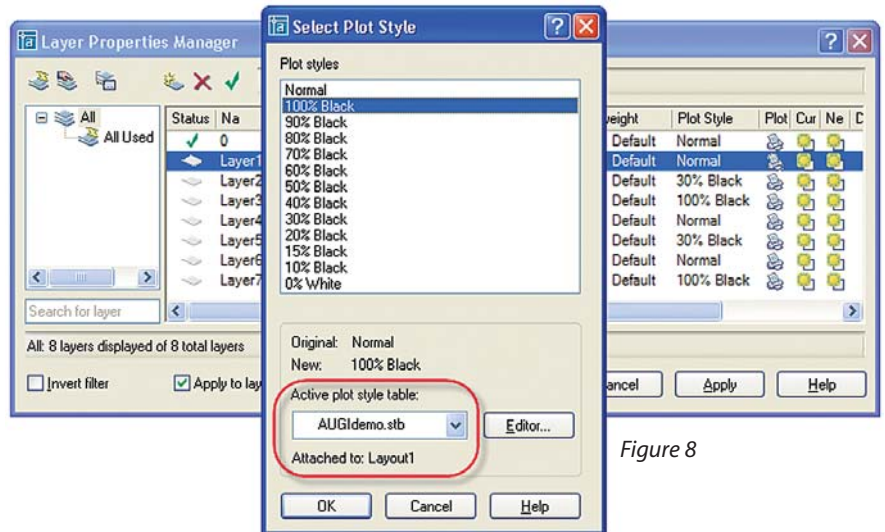 Layer Properties Manager
All
All Used
Search for layer
All: 8 layers displayed of 8 total layers
Invert filter
Apply to lay
Status Na
0
Layer1
Layer2
Layer3
Layer4
Layer5
Layer6
Layer7
Select Plot Style
Plot styles
Normal
100% Black
90% Black
80% Black
70% Black
60% Black
50% Black
40% Black
30% Black
20% Black
15% Black
10% Black
0% White
Original: Normal
New: 100% Black
Active plot style table:
AUGIdemo.stb
Editor...
Attached to: Layout1
OK Cancel Help
weight Plot Style Plot Cur Ne D
Default Normal
Default Normal
Default 30% Black
Default 100% Black
Default Normal
Default 30% Black
Default Normal
Default 100% Black
ancel Apply Help
Figure 8